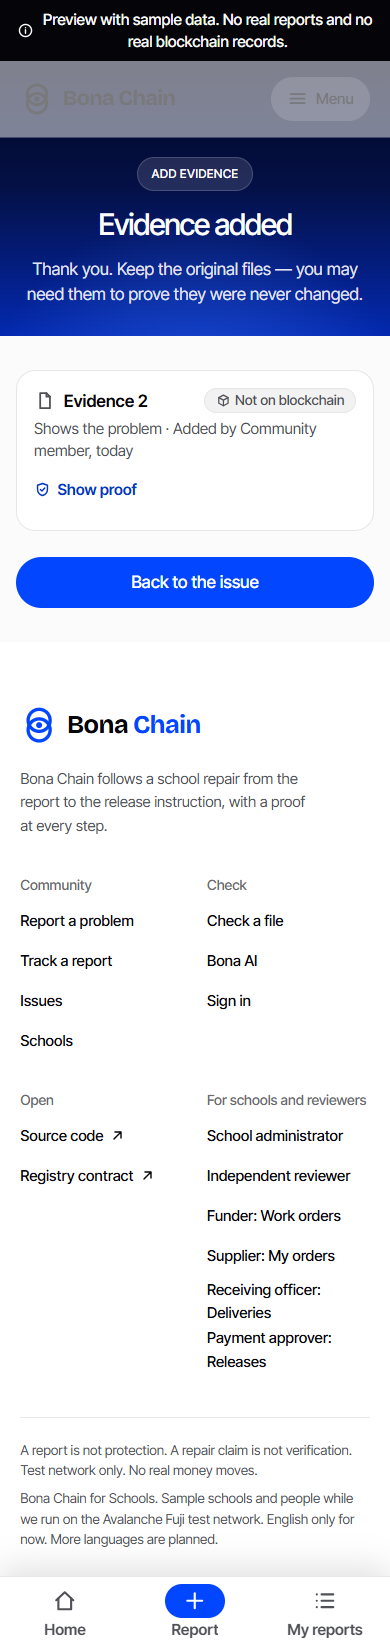 Preview with sample data. No real reports and no
real blockchain records.
Bona Chain
Menu
ADD EVIDENCE
Evidence added
Thank you. Keep the original files — you may
need them to prove they were never changed.
Evidence 2
Not on blockchain
Shows the problem · Added by Community
member, today
Show proof
Back to the issue
Bona Chain
Bona Chain follows a school repair from the
report to the release instruction, with a proof
at every step.
Community
Report a problem
Track a report
Issues
Schools
Check
Check a file
Bona AI
Sign in
Open
Source code
Registry contract
For schools and reviewers
School administrator
Independent reviewer
Funder: Work orders
Supplier: My orders
Receiving officer:
Deliveries
Payment approver:
Releases
A report is not protection. A repair claim is not verification.
Test network only. No real money moves.
Bona Chain for Schools. Sample schools and people while
we run on the Avalanche Fuji test network. English only for
now. More languages are planned.
Home
Report
My reports